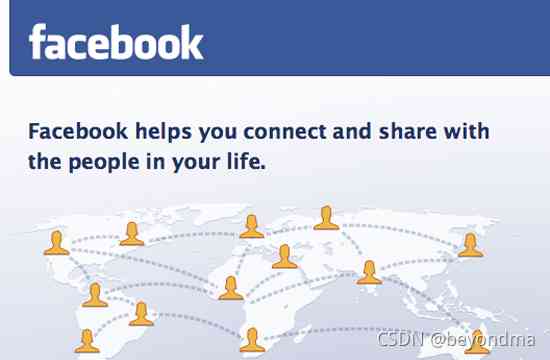 facebook
Facebook helps you connect and share with
the people in your life.
CSDN @beyondma